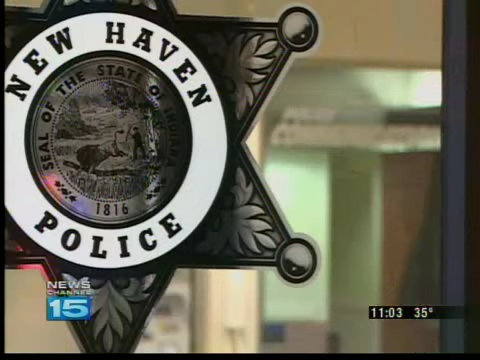 NEW HAVEN
SEAL OF THE STATE OF INDIANA
1816
POLICE
NEWS
CHANNEL
15
11:03 35°